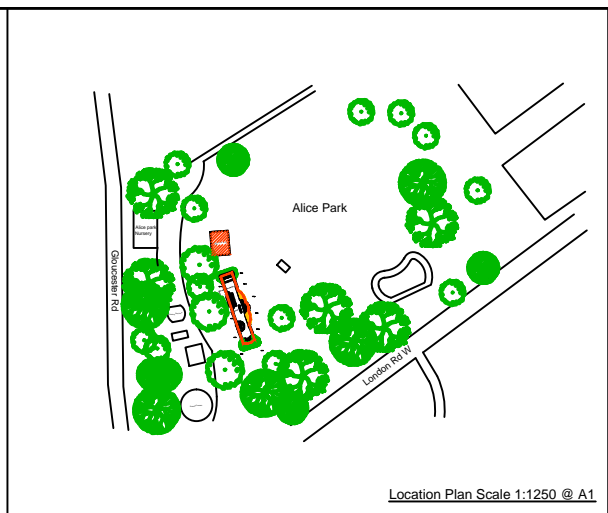 Alice Park
Alice park
Nursery
Gloucester Rd
London Rd W
Location Plan Scale 1:1250 @ A1